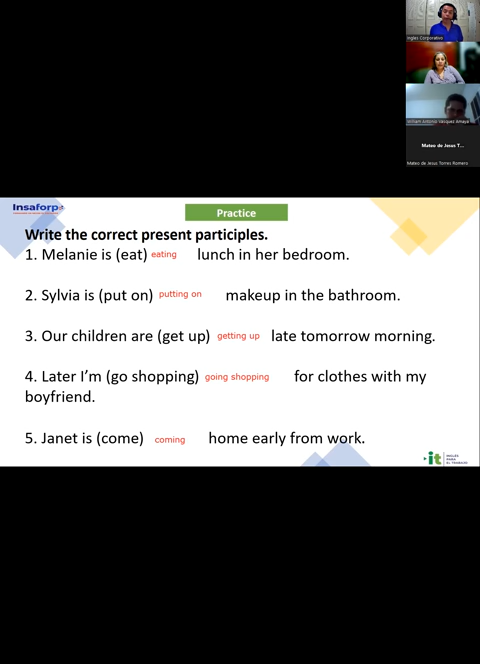 Ingles Corporativo
William Antonio Vasquez Amaya
Mateo de Jesus T...
Mateo de Jesus Torres Romero
Insaforp
Practice
Write the correct present participles.
1. Melanie is (eat) eating lunch in her bedroom.
2. Sylvia is (put on) putting on makeup in the bathroom.
3. Our children are (get up) getting up late tomorrow morning.
4. Later I'm (go shopping) going shopping for clothes with my
boyfriend.
5. Janet is (come) coming home early from work.
it INGLÉS
PARA
EL TRABAJO